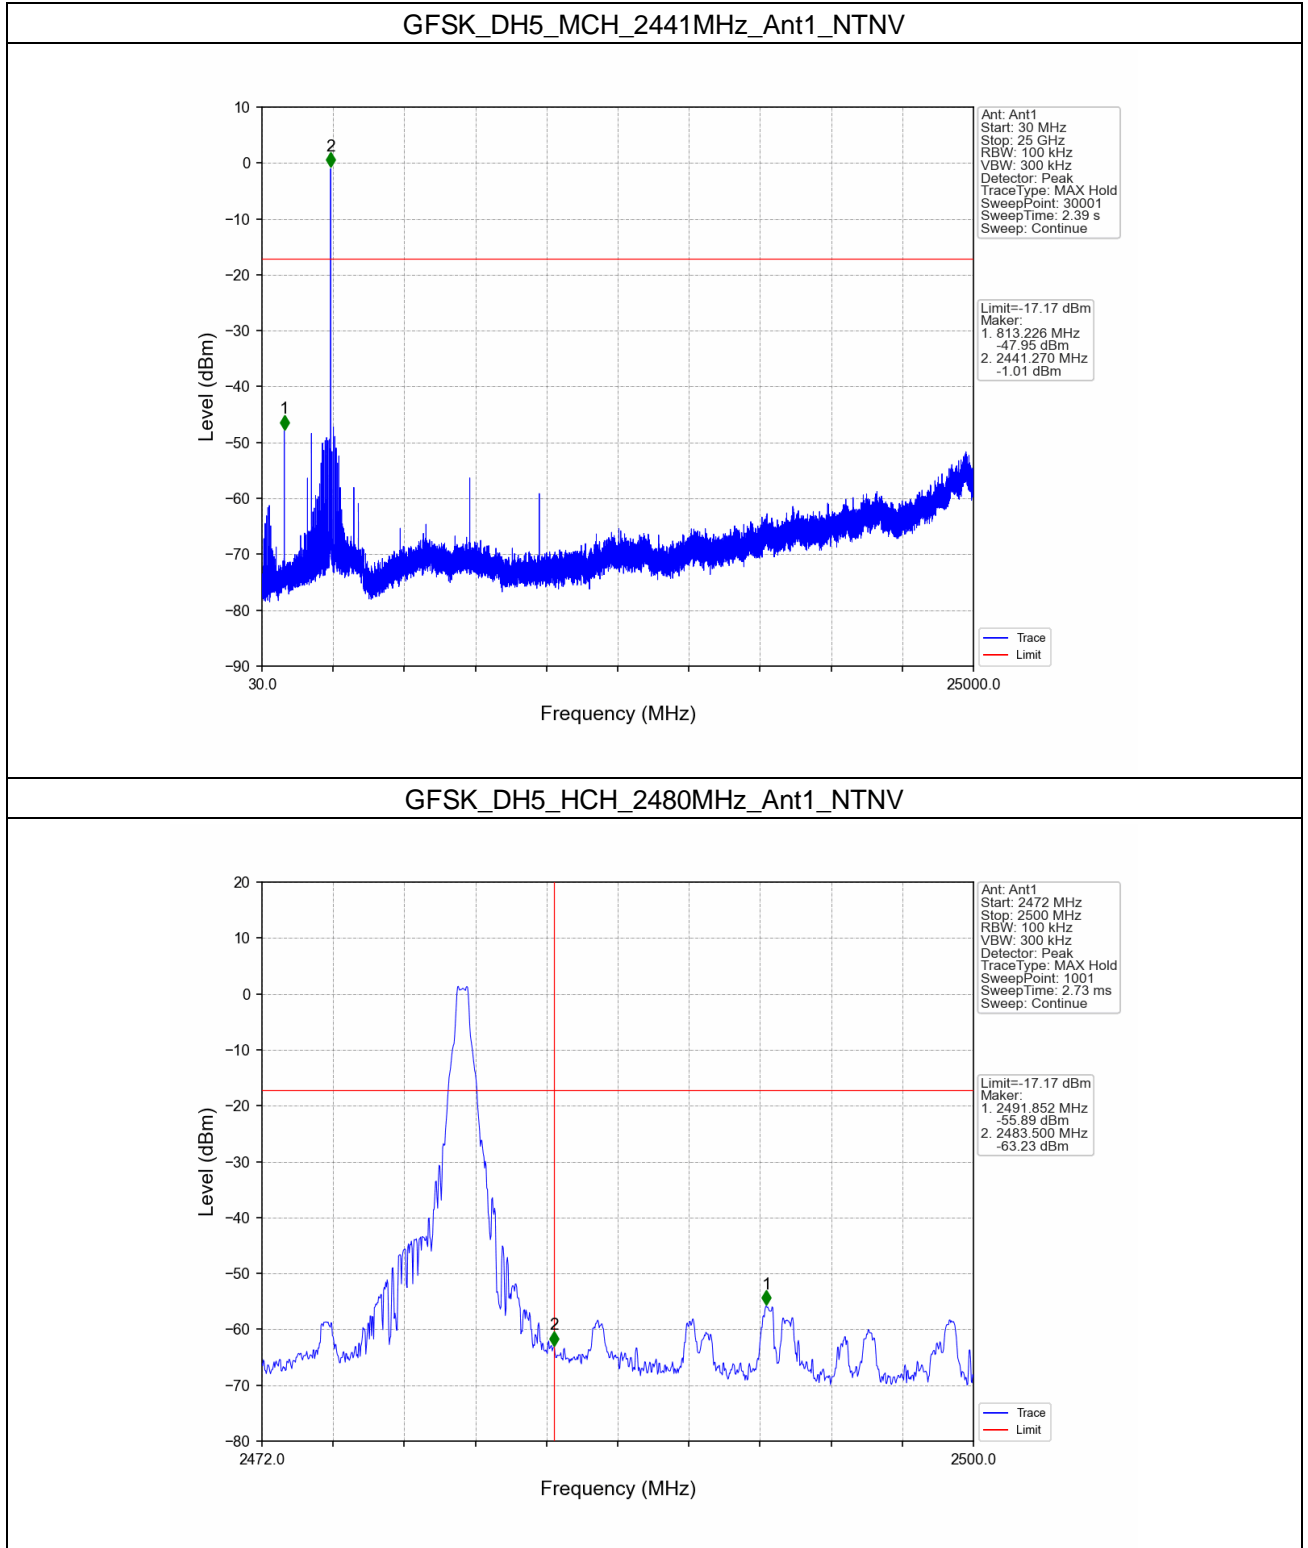 GFSK_DH5_MCH_2441MHz_Ant1_NTNV
10
0
−10
−20
−30
−40
−50
−60
−70
−80
−90
Level (dBm)
1
2
30.0
25000.0
Frequency (MHz)
Ant: Ant1
Start: 30 MHz
Stop: 25 GHz
RBW: 100 kHz
VBW: 300 kHz
Detector: Peak
TraceType: MAX Hold
SweepPoint: 30001
SweepTime: 2.39 s
Sweep: Continue
Limit=-17.17 dBm
Maker:
1. 813.226 MHz
-47.95 dBm
2. 2441.270 MHz
-1.01 dBm
Trace
Limit
GFSK_DH5_HCH_2480MHz_Ant1_NTNV
20
10
0
−10
−20
−30
−40
−50
−60
−70
−80
Level (dBm)
2
1
2472.0
2500.0
Frequency (MHz)
Ant: Ant1
Start: 2472 MHz
Stop: 2500 MHz
RBW: 100 kHz
VBW: 300 kHz
Detector: Peak
TraceType: MAX Hold
SweepPoint: 1001
SweepTime: 2.73 ms
Sweep: Continue
Limit=-17.17 dBm
Maker:
1. 2491.852 MHz
-55.89 dBm
2. 2483.500 MHz
-63.23 dBm
Trace
Limit